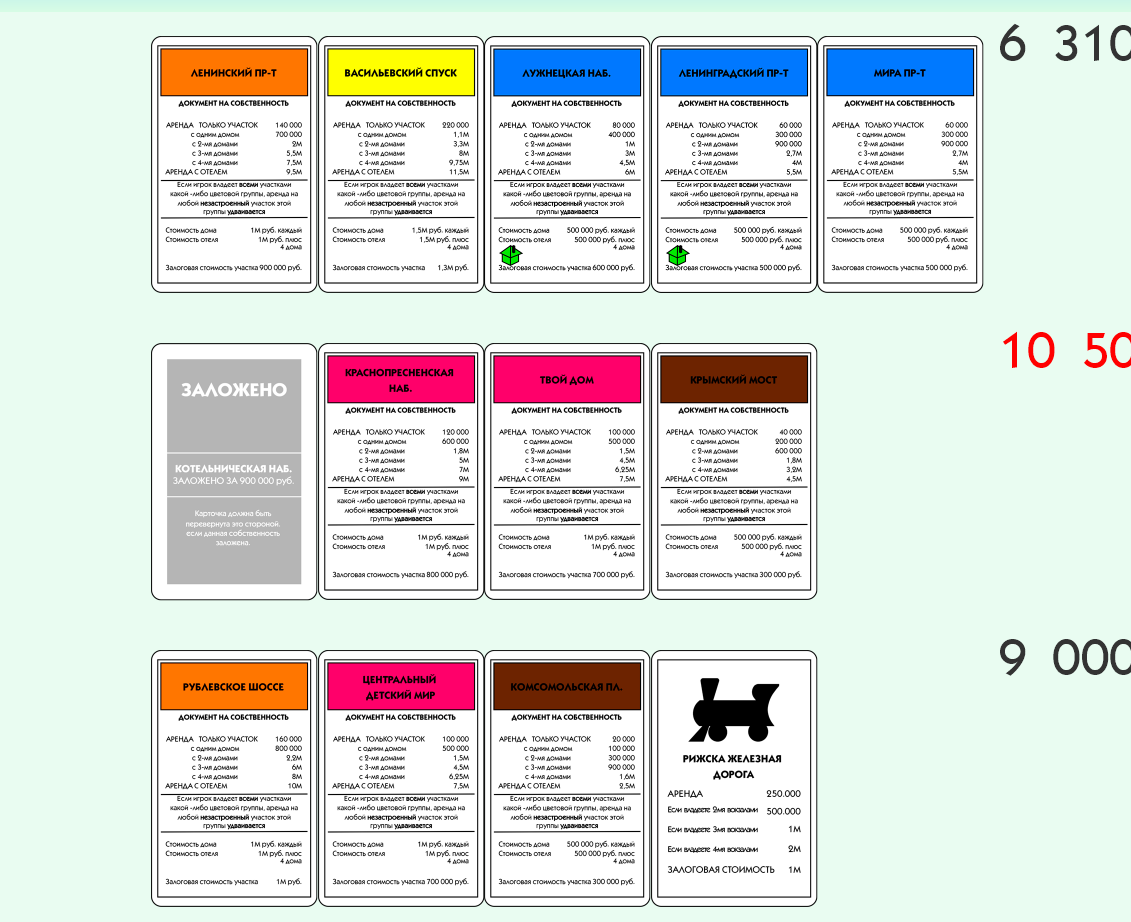 ЛЕНИНСКИЙ ПР-Т
ДОКУМЕНТ НА СОБСТВЕННОСТЬ
АРЕНДА ТОЛЬКО УЧАСТОК 140 000
с одним домом 700 000
с 2-мя домами 2М
с 3-мя домами 5,5М
с 4-мя домами 7,5М
АРЕНДА С ОТЕЛЕМ 9,5М
Если игрок владеет всеми участками
какой -либо цветовой группы, аренда на
любой незастроенный участок этой
группы удваивается
Стоимость дома 1М руб. каждый
Стоимость отеля 1М руб. плюс
4 дома
Залоговая стоимость участка 900 000 руб.
ВАСИЛЬЕВСКИЙ СПУСК
ДОКУМЕНТ НА СОБСТВЕННОСТЬ
АРЕНДА ТОЛЬКО УЧАСТОК 220 000
с одним домом 1,1М
с 2-мя домами 3,3М
с 3-мя домами 8М
с 4-мя домами 9,75М
АРЕНДА С ОТЕЛЕМ 11,5М
Если игрок владеет всеми участками
какой -либо цветовой группы, аренда на
любой незастроенный участок этой
группы удваивается
Стоимость дома 1,5М руб. каждый
Стоимость отеля 1,5М руб. плюс
4 дома
Залоговая стоимость участка 1,3М руб.
ЛУЖНЕЦКАЯ НАБ.
ДОКУМЕНТ НА СОБСТВЕННОСТЬ
АРЕНДА ТОЛЬКО УЧАСТОК 80 000
с одним домом 400 000
с 2-мя домами 1М
с 3-мя домами 3М
с 4-мя домами 4,5М
АРЕНДА С ОТЕЛЕМ 6М
Если игрок владеет всеми участками
какой -либо цветовой группы, аренда на
любой незастроенный участок этой
группы удваивается
Стоимость дома 500 000 руб. каждый
Стоимость отеля 500 000 руб. плюс
4 дома
Залоговая стоимость участка 600 000 руб.
ЛЕНИНГРАДСКИЙ ПР-Т
ДОКУМЕНТ НА СОБСТВЕННОСТЬ
АРЕНДА ТОЛЬКО УЧАСТОК 60 000
с одним домом 300 000
с 2-мя домами 900 000
с 3-мя домами 2,7М
с 4-мя домами 4М
АРЕНДА С ОТЕЛЕМ 5,5М
Если игрок владеет всеми участками
какой -либо цветовой группы, аренда на
любой незастроенный участок этой
группы удваивается
Стоимость дома 500 000 руб. каждый
Стоимость отеля 500 000 руб. плюс
4 дома
Залоговая стоимость участка 500 000 руб.
МИРА ПР-Т
ДОКУМЕНТ НА СОБСТВЕННОСТЬ
АРЕНДА ТОЛЬКО УЧАСТОК 60 000
с одним домом 300 000
с 2-мя домами 900 000
с 3-мя домами 2,7М
с 4-мя домами 4М
АРЕНДА С ОТЕЛЕМ 5,5М
Если игрок владеет всеми участками
какой -либо цветовой группы, аренда на
любой незастроенный участок этой
группы удваивается
Стоимость дома 500 000 руб. каждый
Стоимость отеля 500 000 руб. плюс
4 дома
Залоговая стоимость участка 500 000 руб.
6 310
ЗАЛОЖЕНО
КОТЕЛЬНИЧЕСКАЯ НАБ.
ЗАЛОЖЕНО ЗА 900 000 руб.
Карточка должна быть
перевернута это стороной.
если данная собственность
заложена.
КРАСНОПРЕСНЕНСКАЯ
НАБ.
ДОКУМЕНТ НА СОБСТВЕННОСТЬ
АРЕНДА ТОЛЬКО УЧАСТОК 120 000
с одним домом 600 000
с 2-мя домами 1,8М
с 3-мя домами 5М
с 4-мя домами 7М
АРЕНДА С ОТЕЛЕМ 9М
Если игрок владеет всеми участками
какой -либо цветовой группы, аренда на
любой незастроенный участок этой
группы удваивается
Стоимость дома 1М руб. каждый
Стоимость отеля 1М руб. плюс
4 дома
Залоговая стоимость участка 800 000 руб.
ТВОЙ ДОМ
ДОКУМЕНТ НА СОБСТВЕННОСТЬ
АРЕНДА ТОЛЬКО УЧАСТОК 100 000
с одним домом 500 000
с 2-мя домами 1,5М
с 3-мя домами 4,5М
с 4-мя домами 6,25М
АРЕНДА С ОТЕЛЕМ 7,5М
Если игрок владеет всеми участками
какой -либо цветовой группы, аренда на
любой незастроенный участок этой
группы удваивается
Стоимость дома 1М руб. каждый
Стоимость отеля 1М руб. плюс
4 дома
Залоговая стоимость участка 700 000 руб.
КРЫМСКИЙ МОСТ
ДОКУМЕНТ НА СОБСТВЕННОСТЬ
АРЕНДА ТОЛЬКО УЧАСТОК 40 000
с одним домом 200 000
с 2-мя домами 600 000
с 3-мя домами 1,8М
с 4-мя домами 3,2М
АРЕНДА С ОТЕЛЕМ 4,5М
Если игрок владеет всеми участками
какой -либо цветовой группы, аренда на
любой незастроенный участок этой
группы удваивается
Стоимость дома 500 000 руб. каждый
Стоимость отеля 500 000 руб. плюс
4 дома
Залоговая стоимость участка 300 000 руб.
10 50
РУБЛЕВСКОЕ ШОССЕ
ДОКУМЕНТ НА СОБСТВЕННОСТЬ
АРЕНДА ТОЛЬКО УЧАСТОК 160 000
с одним домом 800 000
с 2-мя домами 2,2М
с 3-мя домами 6М
с 4-мя домами 8М
АРЕНДА С ОТЕЛЕМ 10М
Если игрок владеет всеми участками
какой -либо цветовой группы, аренда на
любой незастроенный участок этой
группы удваивается
Стоимость дома 1М руб. каждый
Стоимость отеля 1М руб. плюс
4 дома
Залоговая стоимость участка 1М руб.
ЦЕНТРАЛЬНЫЙ
ДЕТСКИЙ МИР
ДОКУМЕНТ НА СОБСТВЕННОСТЬ
АРЕНДА ТОЛЬКО УЧАСТОК 100 000
с одним домом 500 000
с 2-мя домами 1,5М
с 3-мя домами 4,5М
с 4-мя домами 6,25М
АРЕНДА С ОТЕЛЕМ 7,5М
Если игрок владеет всеми участками
какой -либо цветовой группы, аренда на
любой незастроенный участок этой
группы удваивается
Стоимость дома 1М руб. каждый
Стоимость отеля 1М руб. плюс
4 дома
Залоговая стоимость участка 700 000 руб.
КОМСОМОЛЬСКАЯ ПЛ.
ДОКУМЕНТ НА СОБСТВЕННОСТЬ
АРЕНДА ТОЛЬКО УЧАСТОК 20 000
с одним домом 100 000
с 2-мя домами 300 000
с 3-мя домами 900 000
с 4-мя домами 1,6М
АРЕНДА С ОТЕЛЕМ 2,5М
Если игрок владеет всеми участками
какой -либо цветовой группы, аренда на
любой незастроенный участок этой
группы удваивается
Стоимость дома 500 000 руб. каждый
Стоимость отеля 500 000 руб. плюс
4 дома
Залоговая стоимость участка 300 000 руб.
РИЖСКА ЖЕЛЕЗНАЯ
ДОРОГА
АРЕНДА 250.000
Если владеете 2мя вокзалами 500.000
Если владеете 3мя вокзалами 1М
Если владеете 4мя вокзалами 2М
ЗАЛОГОВАЯ СТОИМОСТЬ 1М
9 000